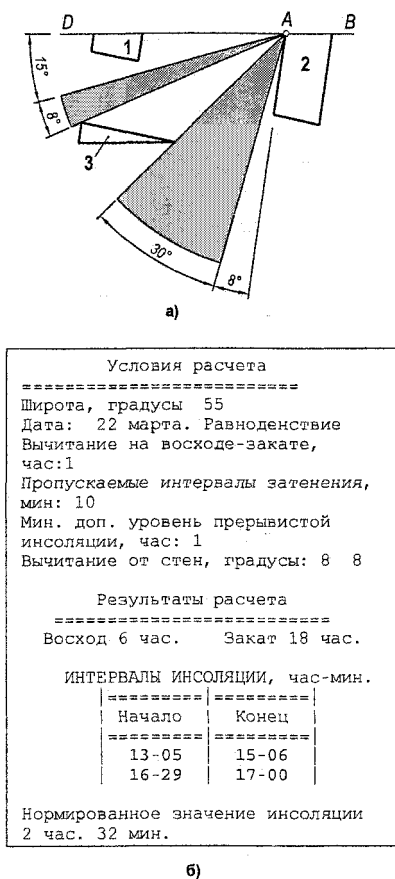 D
A
B
1
2
15°
8°
3
30°
8°
а)
Условия расчета
==========================
Широта, градусы 55
Дата: 22 марта. Равноденствие
Вычитание на восходе-закате,
час:1
Пропускаемые интервалы затенения,
мин: 10
Мин. доп. уровень прерывистой
инсоляции, час: 1
Вычитание от стен, градусы: 8 8
Результаты расчета
==========================
Восход 6 час. Закат 18 час.
ИНТЕРВАЛЫ ИНСОЛЯЦИИ, час-мин.
|=========|=========|
| Начало | Конец |
|=========|=========|
| 13-05 | 15-06 |
| 16-29 | 17-00 |
Нормированное значение инсоляции
2 час. 32 мин.
б)